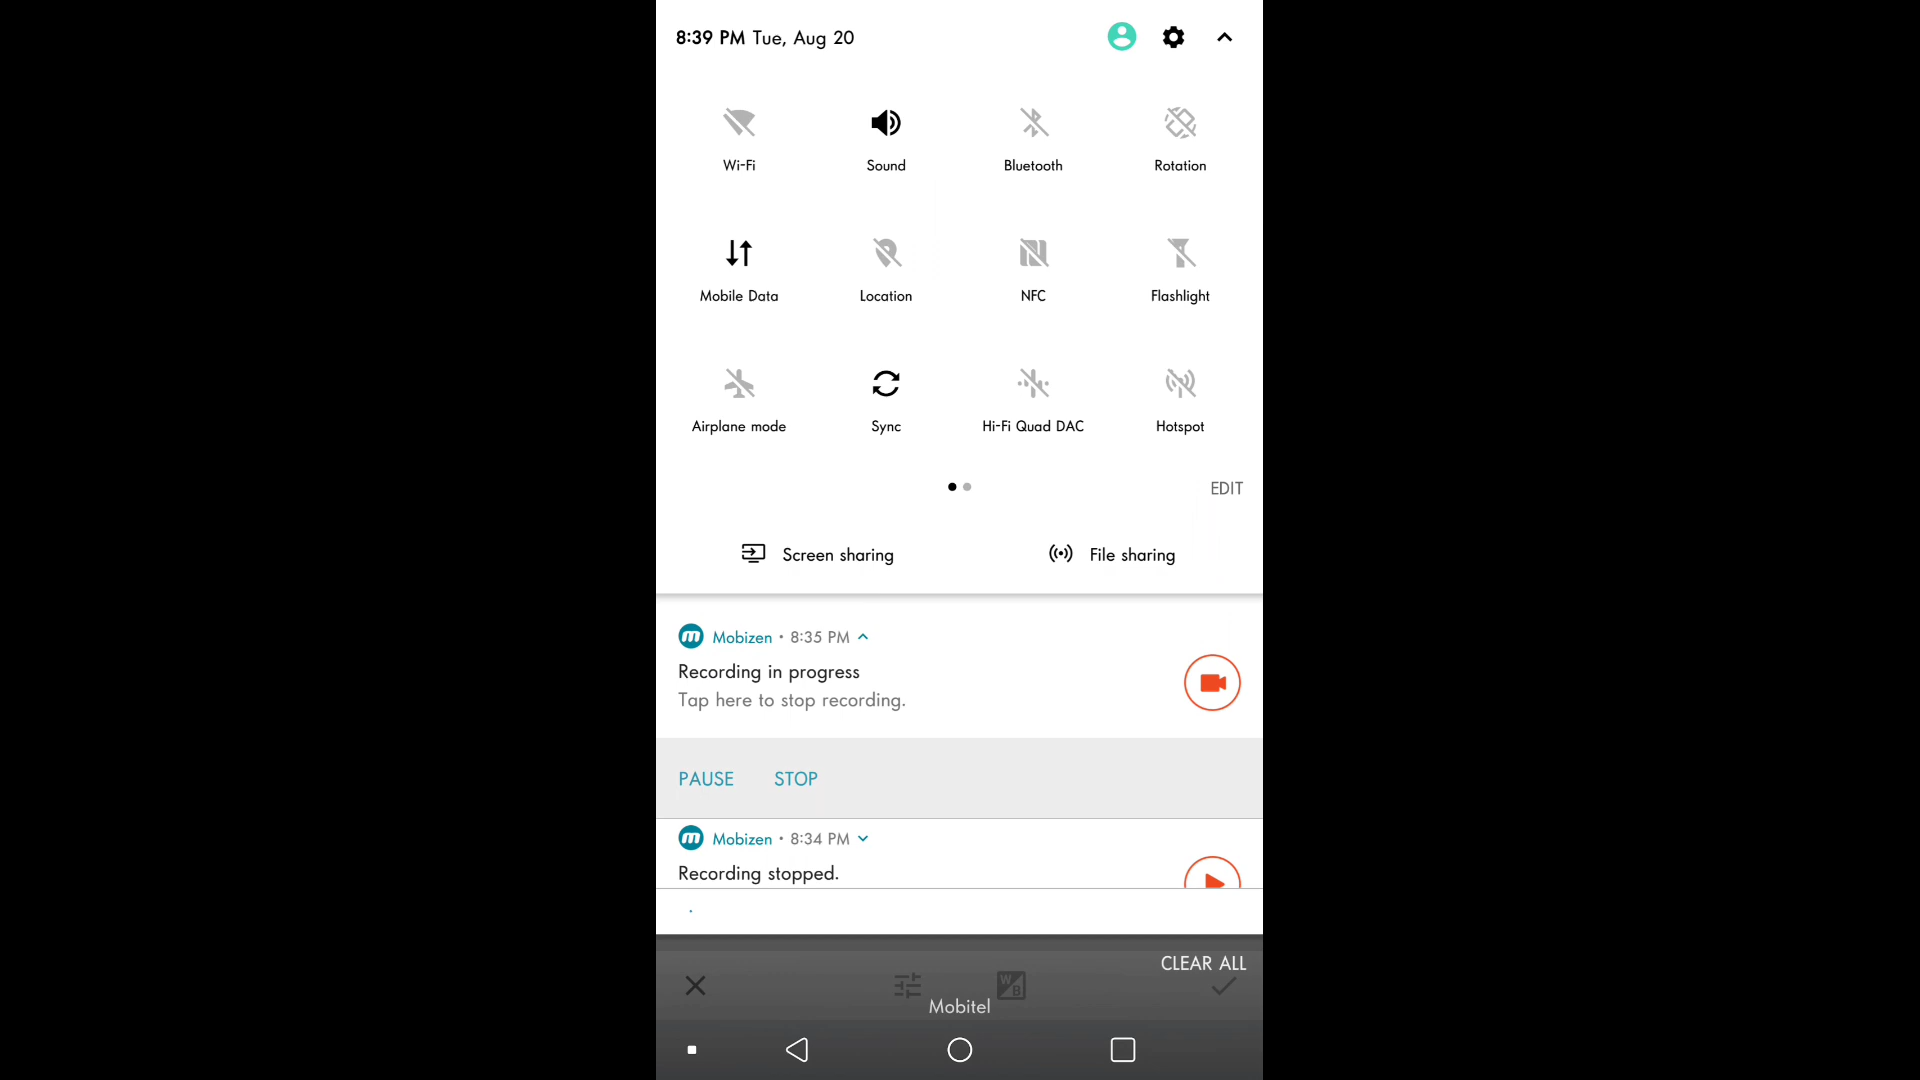 8:39 PM Tue, Aug 20
Wi-Fi Sound Bluetooth Rotation
Mobile Data Location NFC Flashlight
Airplane mode Sync Hi-Fi Quad DAC Hotspot
EDIT
Screen sharing File sharing
m Mobizen • 8:35 PM
Recording in progress
Tap here to stop recording.
PAUSE STOP
m Mobizen • 8:34 PM
Recording stopped.
CLEAR ALL
W B
Mobitel